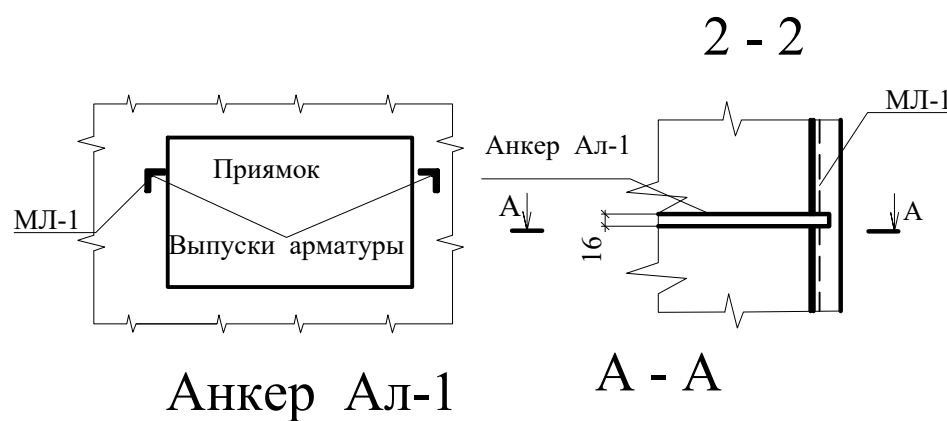 2 - 2
МЛ-1
Анкер Ал-1
Приямок
А
А
МЛ-1
Выпуски арматуры
16
А - А
Анкер Ал-1